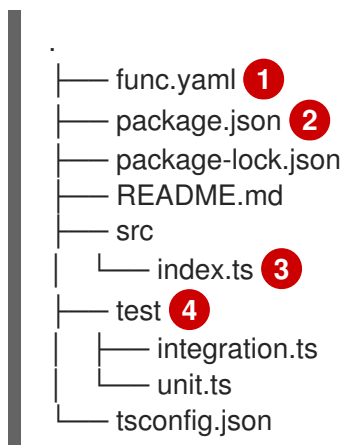 .
├── func.yaml 1
├── package.json 2
├── package-lock.json
├── README.md
├── src
│   └── index.ts 3
├── test 4
│   ├── integration.ts
│   └── unit.ts
└── tsconfig.json